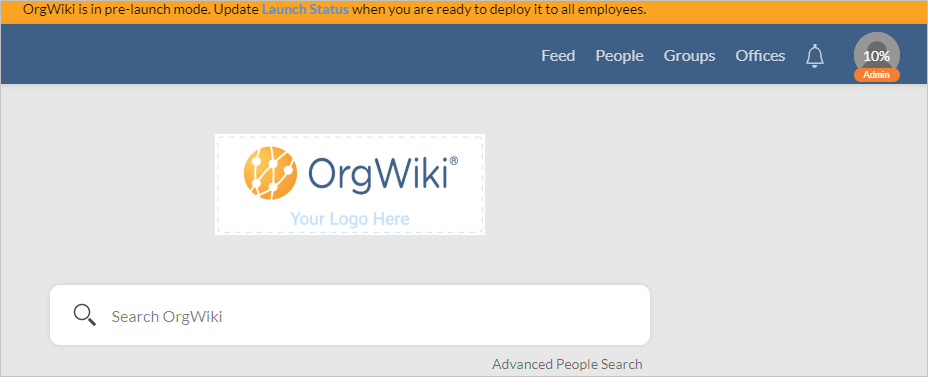 OrgWiki is in pre-launch mode. Update Launch Status when you are ready to deploy it to all employees.
Feed People Groups Offices 10%
Admin
OrgWiki®
Your Logo Here
Search OrgWiki
Advanced People Search